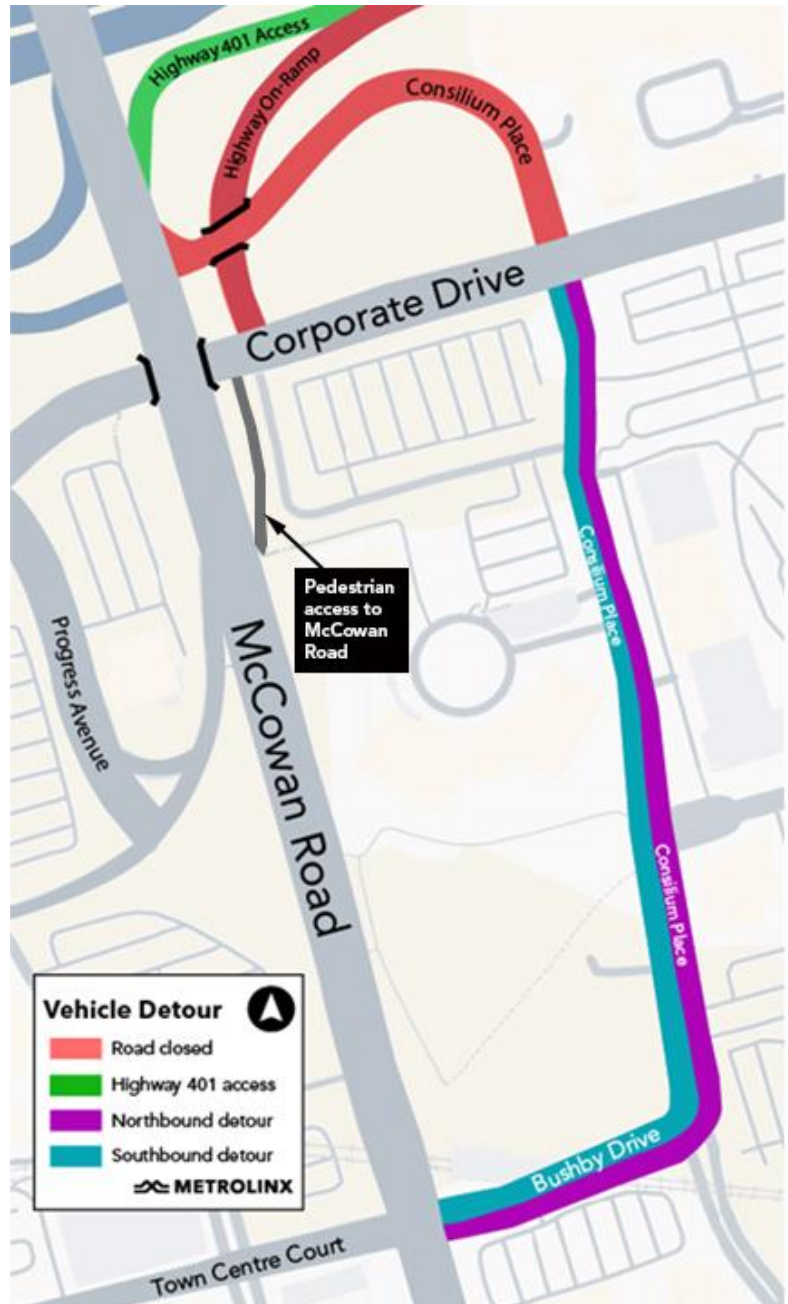 Highway 401 Access
Highway On-Ramp
Consilium Place
Corporate Drive
Pedestrian
access to
McCowan
Road
Consilium Place
Progress Avenue
McCowan Road
Consilium Place
Vehicle Detour
Road closed
Highway 401 access
Northbound detour
Southbound detour
METROLINX
Bushby Drive
Town Centre Court